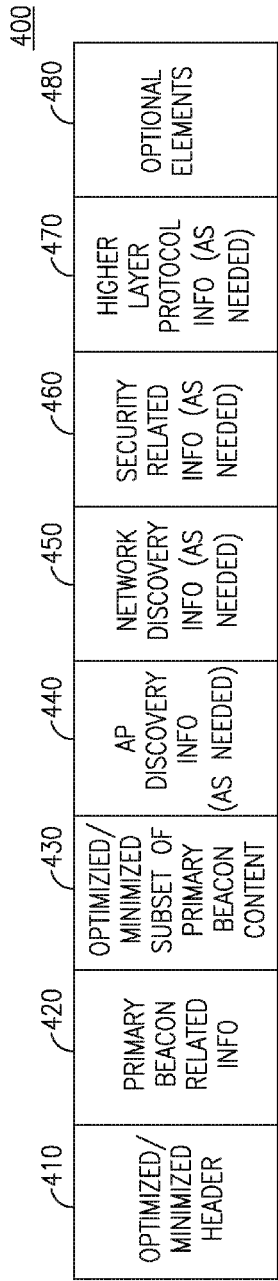 400
410
OPTIMIZED/
MINIMIZED
HEADER
420
PRIMARY
BEACON
RELATED
INFO
430
OPTIMIZIED/
MINIMIZED
SUBSET OF
PRIMARY
BEACON
CONTENT
440
AP
DISCOVERY
INFO
(AS NEEDED)
450
NETWORK
DISCOVERY
INFO (AS
NEEDED)
460
SECURITY
RELATED
INFO (AS
NEEDED)
470
HIGHER
LAYER
PROTOCOL
INFO (AS
NEEDED)
480
OPTIONAL
ELEMENTS